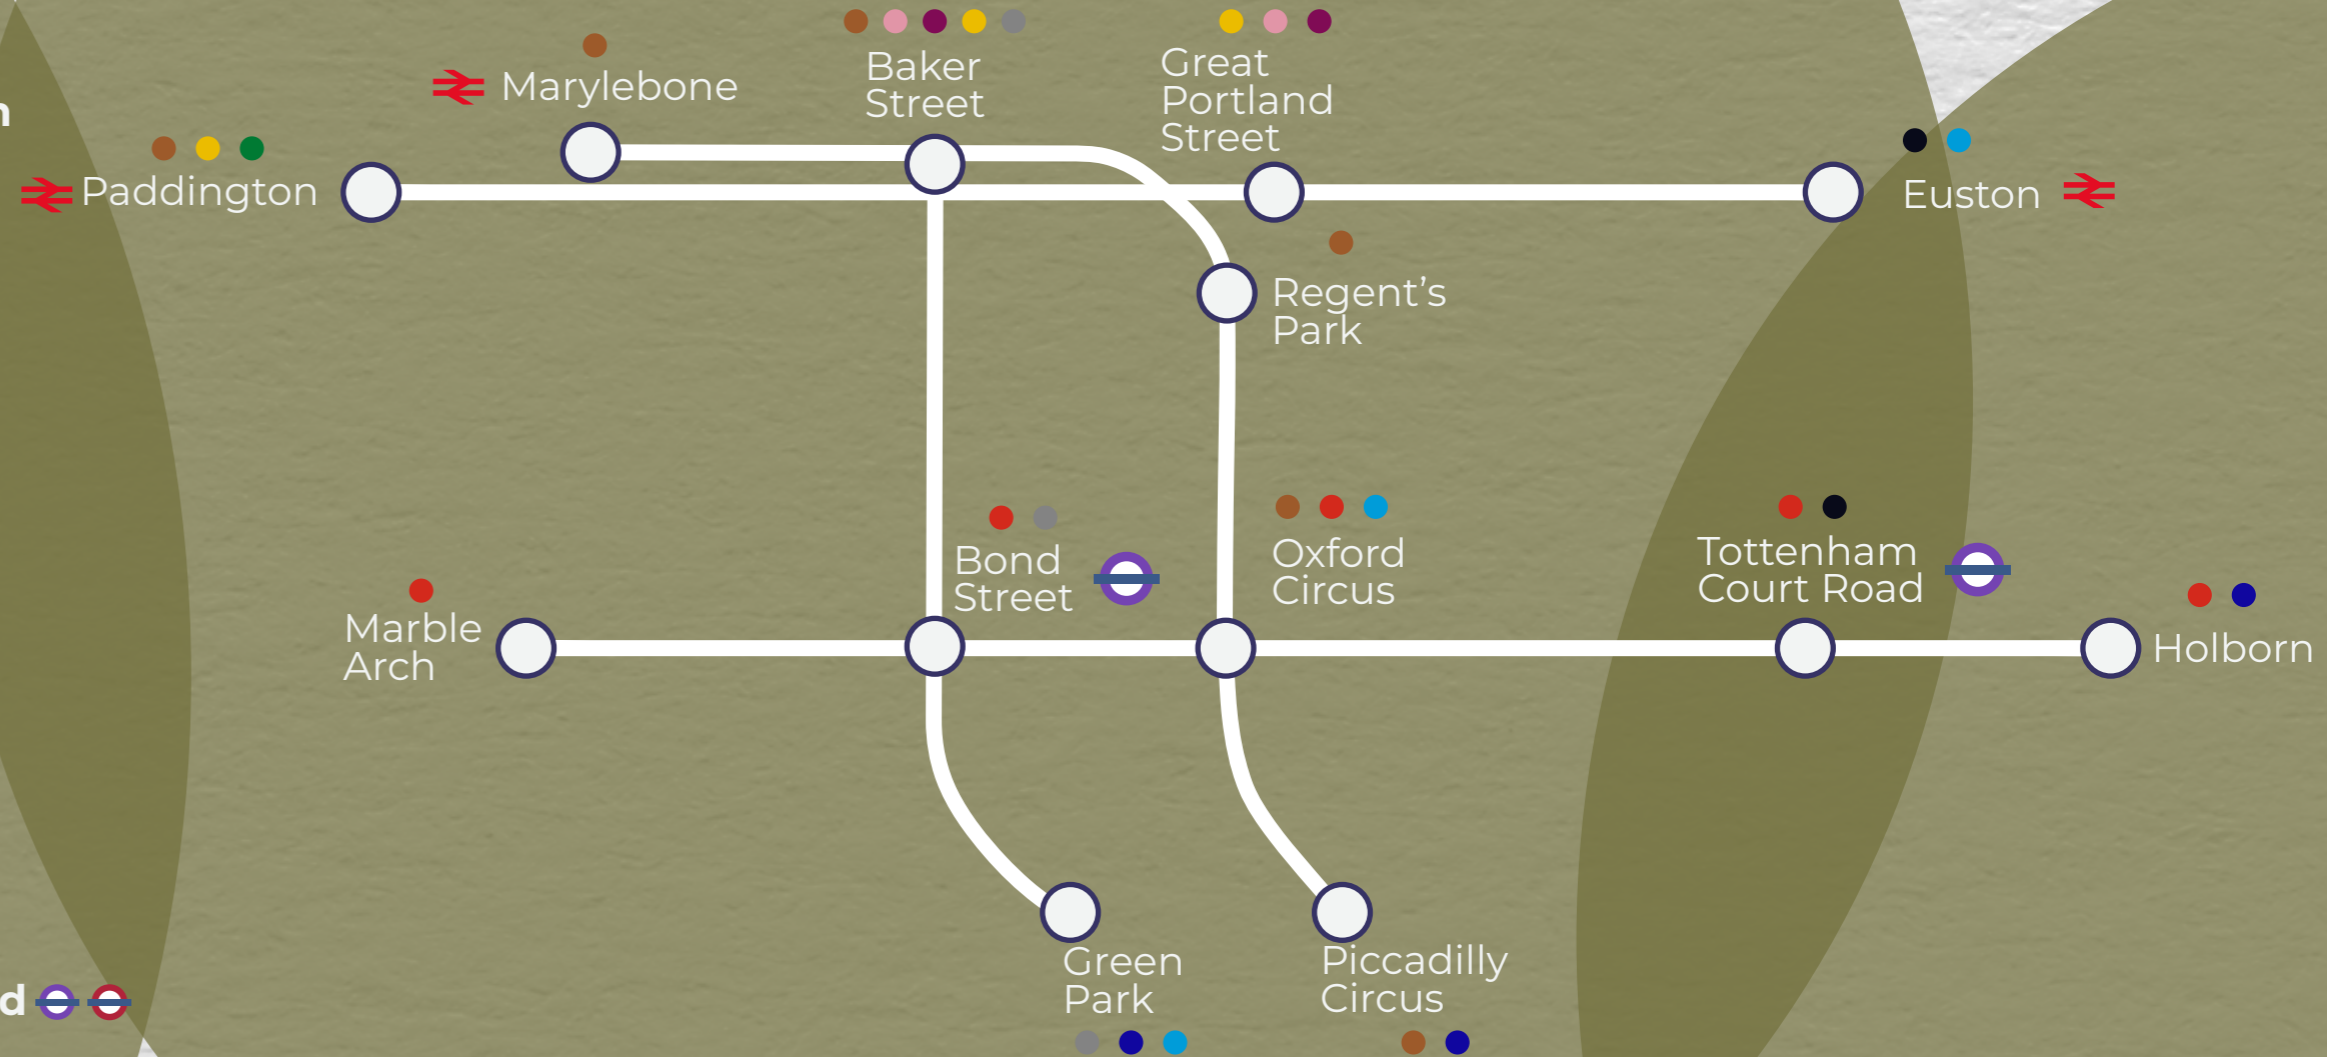 Marylebone
Baker
Street
Great
Portland
Street
n
Paddington
Euston
Regent’s
Park
Bond
Street
Oxford
Circus
Tottenham
Court Road
Marble
Arch
Holborn
Green
Park
Piccadilly
Circus
d